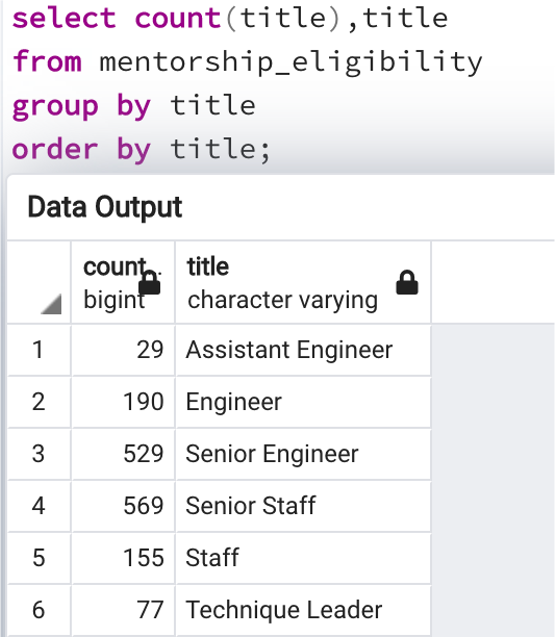 select count(title),title
from mentorship_eligibility
group by title
order by title;
Data Output
count title
bigint character varying
1 29 Assistant Engineer
2 190 Engineer
3 529 Senior Engineer
4 569 Senior Staff
5 155 Staff
6 77 Technique Leader